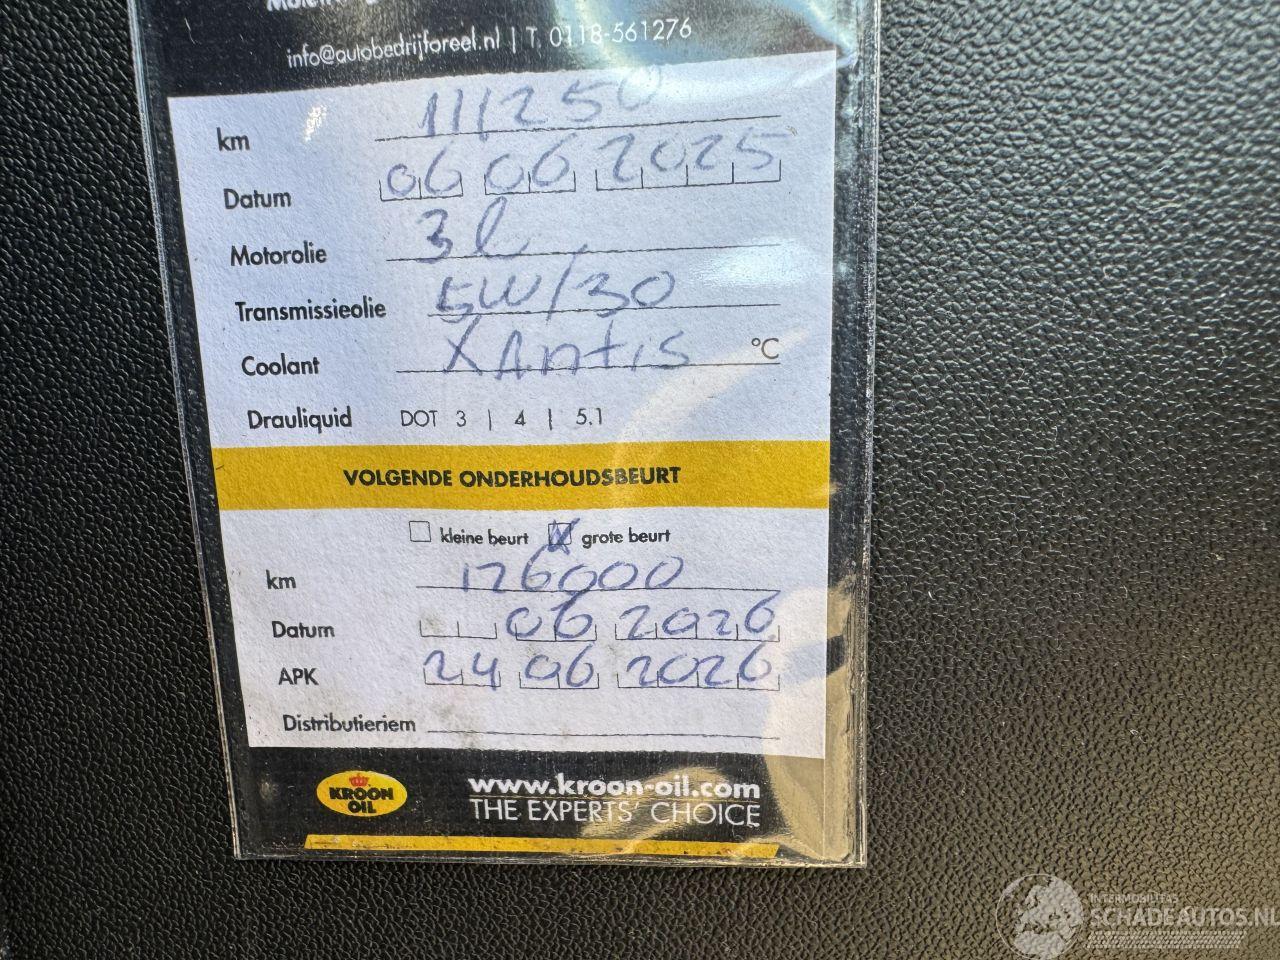 info@autobedrijforeel.nl | T. 0118-561276
km 111250
Datum 06 06 2025
Motorolie 3l
Transmissieolie 5W/30
Coolant X Antis °C
Drauliquid DOT 3 | 4 | 5.1
VOLGENDE ONDERHOUDSBEURT
kleine beurt X grote beurt
km 126000
Datum 06 2026
APK 24 06 2026
Distributieriem
KROON OIL
www.kroon-oil.com
THE EXPERTS' CHOICE
INTERMOBILITAS
SCHADEAUTOS.NL